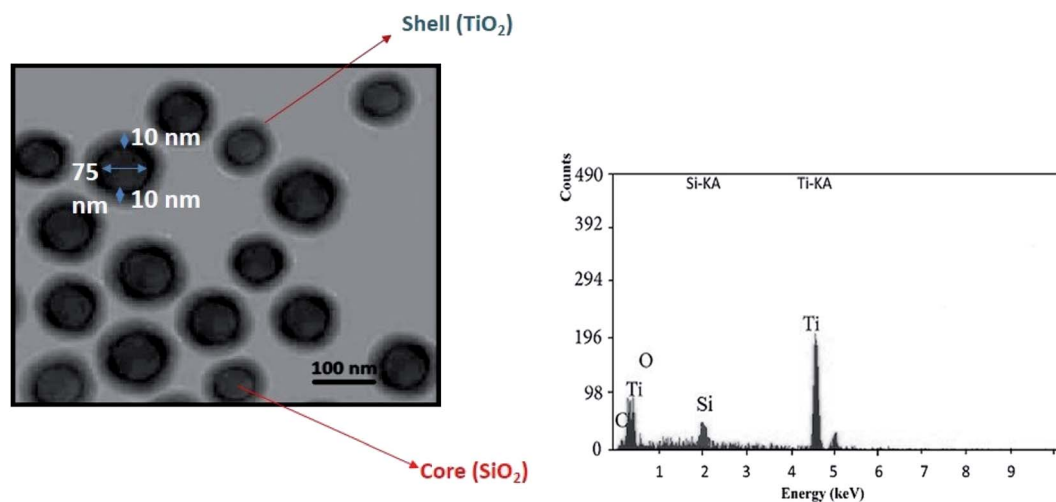 Shell (TiO₂)
10 nm
75
nm
10 nm
100 nm
Core (SiO₂)
Counts
490
392
294
196
98
0
Si-KA
Ti-KA
Ti
O
Ti
C
Si
1
2
3
4
5
6
7
8
9
Energy (keV)